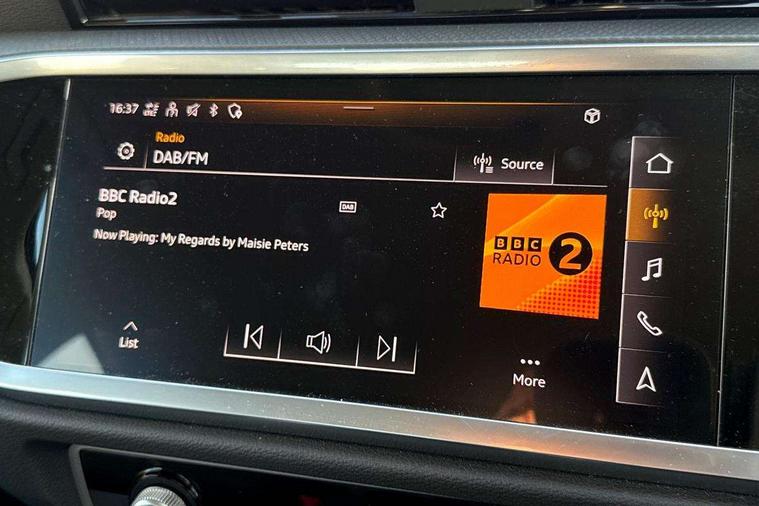 16:37
Radio
DAB/FM
Source
BBC Radio2
DAB
Pop
Now Playing: My Regards by Maisie Peters
BBC
RADIO 2
List
More